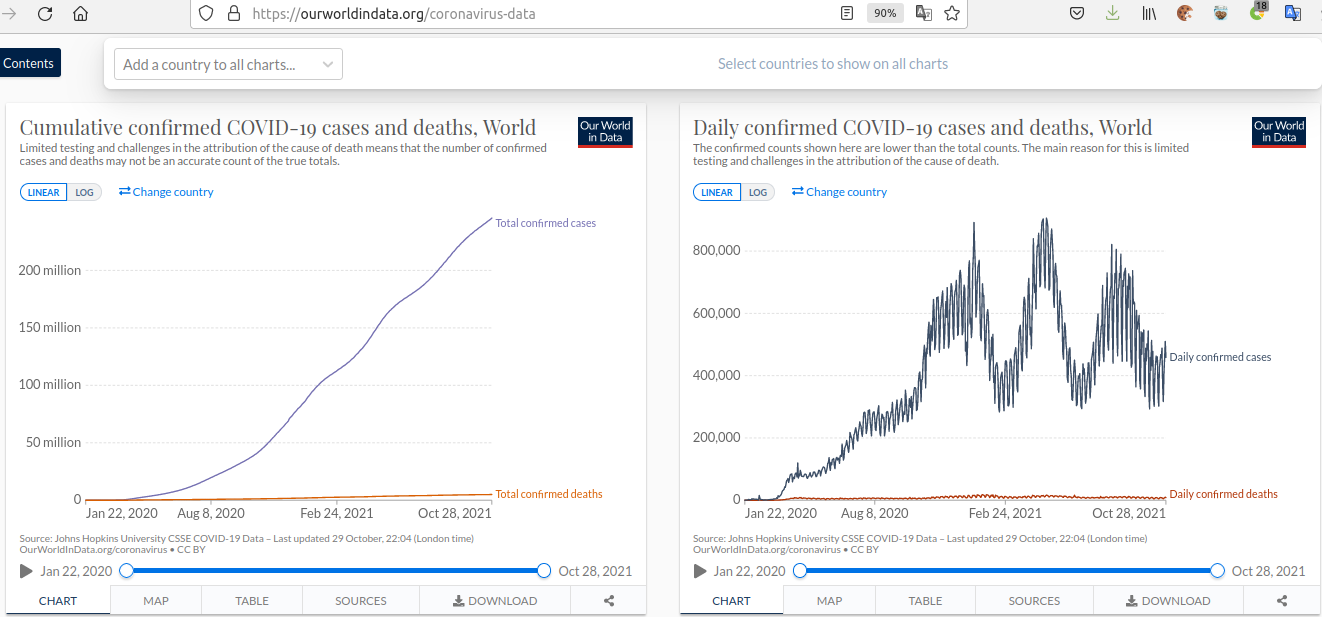 https://ourworldindata.org/coronavirus-data
90%
18
Contents
Add a country to all charts...
Select countries to show on all charts
Cumulative confirmed COVID-19 cases and deaths, World
Limited testing and challenges in the attribution of the cause of death means that the number of confirmed
cases and deaths may not be an accurate count of the true totals.
Our World
in Data
LINEAR LOG Change country
Total confirmed cases
200 million
150 million
100 million
50 million
0
Total confirmed deaths
Jan 22, 2020 Aug 8, 2020 Feb 24, 2021 Oct 28, 2021
Source: Johns Hopkins University CSSE COVID-19 Data – Last updated 29 October, 22:04 (London time)
OurWorldInData.org/coronavirus • CC BY
Jan 22, 2020 Oct 28, 2021
CHART MAP TABLE SOURCES DOWNLOAD
Daily confirmed COVID-19 cases and deaths, World
The confirmed counts shown here are lower than the total counts. The main reason for this is limited
testing and challenges in the attribution of the cause of death.
Our World
in Data
LINEAR LOG Change country
800,000
600,000
400,000
200,000
0
Daily confirmed cases
Daily confirmed deaths
Jan 22, 2020 Aug 8, 2020 Feb 24, 2021 Oct 28, 2021
Source: Johns Hopkins University CSSE COVID-19 Data – Last updated 29 October, 22:04 (London time)
OurWorldInData.org/coronavirus • CC BY
Jan 22, 2020 Oct 28, 2021
CHART MAP TABLE SOURCES DOWNLOAD